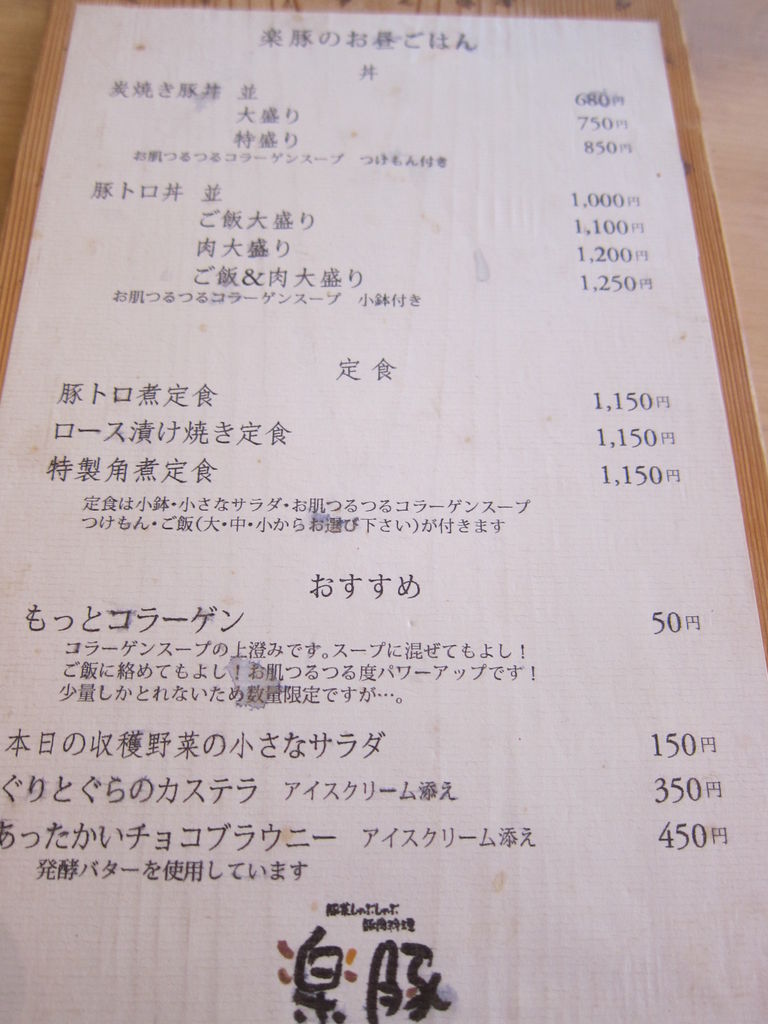 楽豚のお昼ごはん
丼
炭焼き豚丼 並 680円
大盛り 750円
特盛り 850円
お肌つるつるコラーゲンスープ つけもん付き
豚トロ丼 並 1,000円
ご飯大盛り 1,100円
肉大盛り 1,200円
ご飯&肉大盛り 1,250円
お肌つるつるコラーゲンスープ 小鉢付き
定食
豚トロ煮定食 1,150円
ロース漬け焼き定食 1,150円
特製角煮定食 1,150円
定食は小鉢・小さなサラダ・お肌つるつるコラーゲンスープ
つけもん・ご飯(大・中・小からお選び下さい)が付きます
おすすめ
もっとコラーゲン 50円
コラーゲンスープの上澄みです。スープに混ぜてもよし!
ご飯に絡めてもよし!お肌つるつる度パワーアップです!
少量しかとれないため数量限定ですが…。
本日の収穫野菜の小さなサラダ 150円
ぐりとぐらのカステラ アイスクリーム添え 350円
あったかいチョコブラウニー アイスクリーム添え 450円
発酵バターを使用しています
豚菜しゃぶしゃぶ
豚肉料理
楽豚